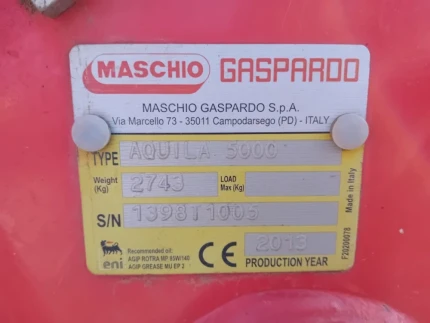 MASCHIO GASPARDO
MASCHIO GASPARDO S.p.A.
Via Marcello 73 - 35011 Campodarsego (PD) - ITALY
TYPE AQUILA 5000
Weight (Kg) 2743 LOAD Max (Kg)
S/N 1398T1005
eni
Recommended oil:
AGIP ROTRA MP 85W/140
AGIP GREASE MU EP 2
CE 2013
PRODUCTION YEAR
F20200078 Made in Italy